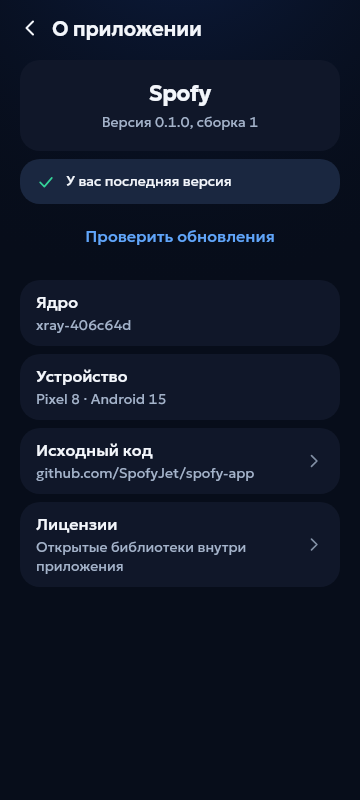 О приложении
Spofy
Версия 0.1.0, сборка 1
У вас последняя версия
Проверить обновления
Ядро
xray-406c64d
Устройство
Pixel 8 · Android 15
Исходный код
github.com/SpofyJet/spofy-app
Лицензии
Открытые библиотеки внутри
приложения